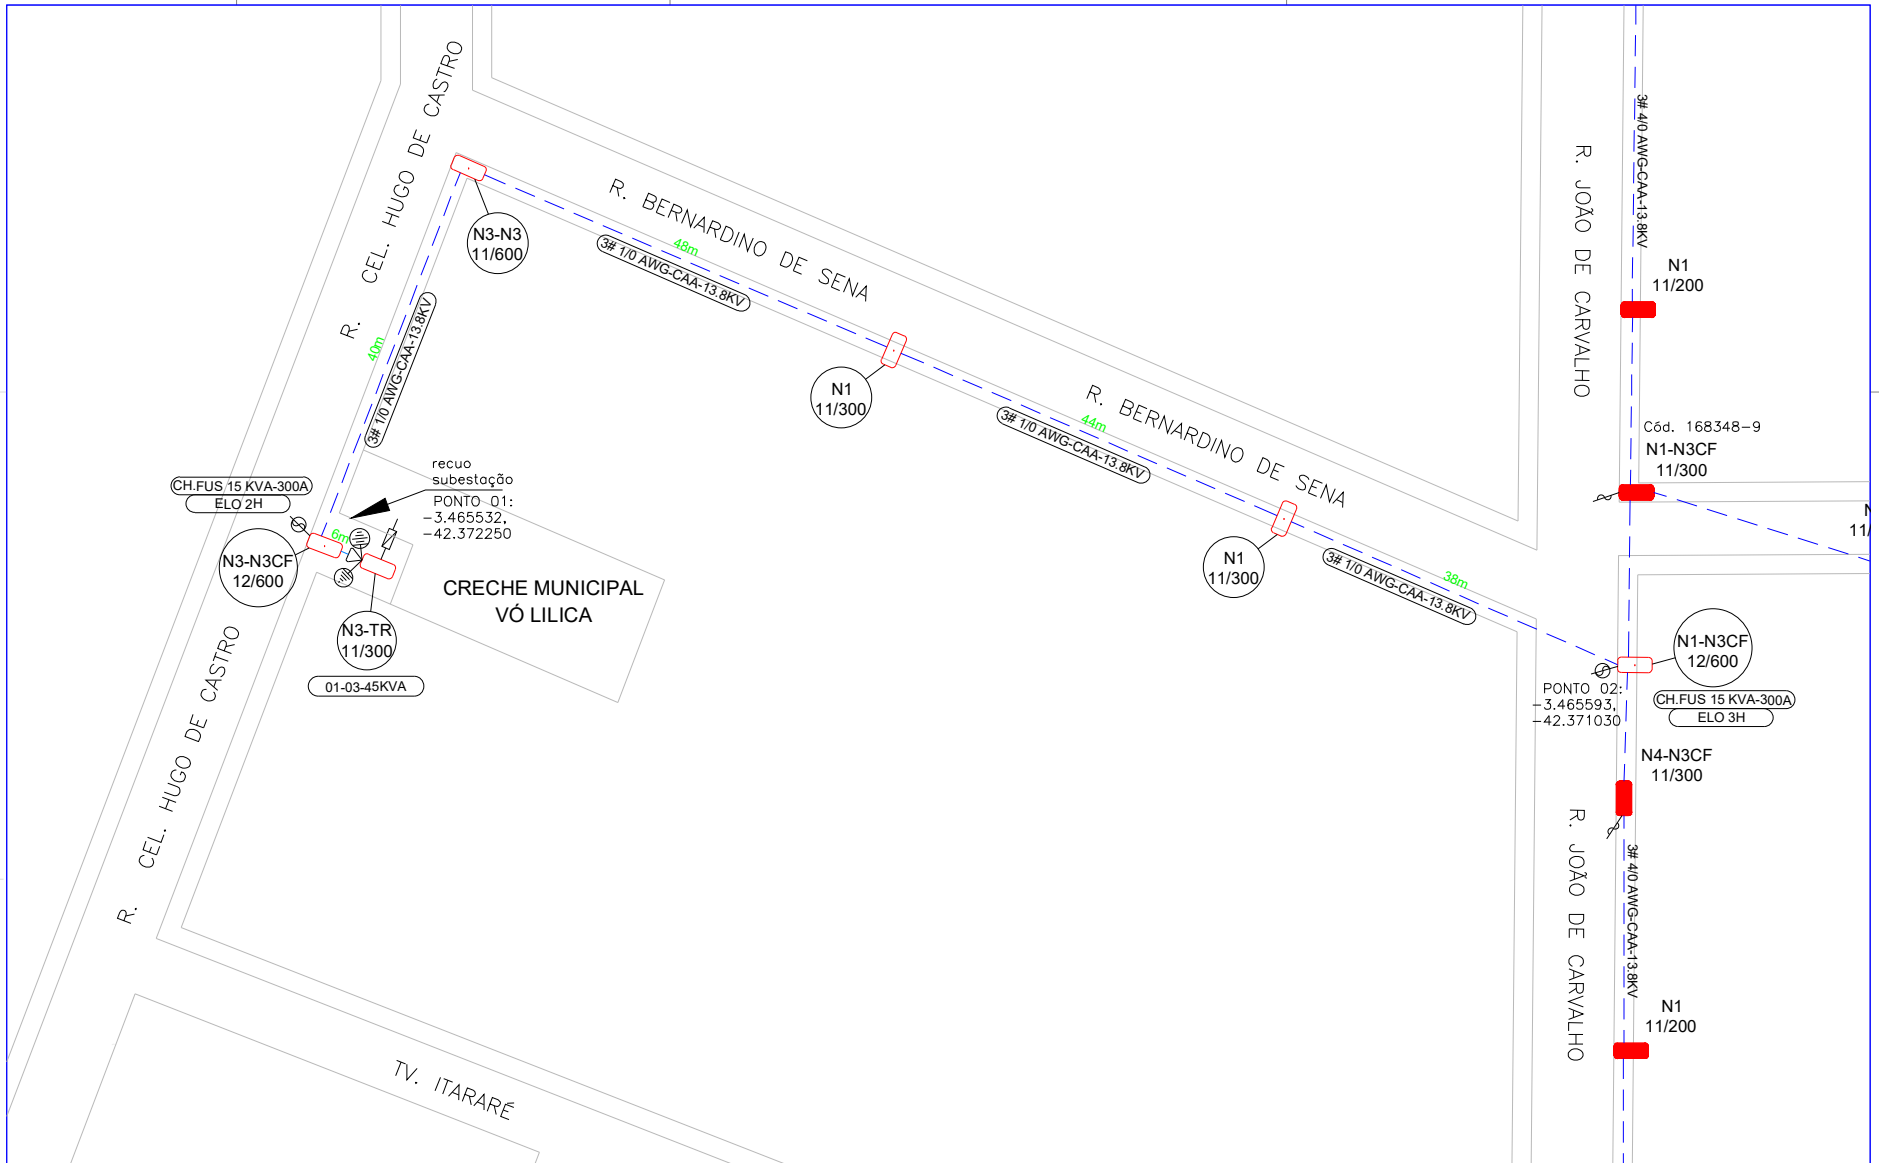 R. CEL. HUGO DE CASTRO
N3-N3
11/600
R. BERNARDINO DE SENA
48m
3# 1/0 AWG-CAA-13.8KV
40m
3# 1/0 AWG-CAA-13.8KV
N1
11/300
R. BERNARDINO DE SENA
44m
3# 1/0 AWG-CAA-13.8KV
N1
11/300
38m
3# 1/0 AWG-CAA-13.8KV
R. JOÃO DE CARVALHO
3# 4/0 AWG-CAA-13.8KV
N1
11/200
Cód. 168348-9
N1-N3CF
11/300
11/
CH.FUS 15 KVA-300A
ELO 2H
recuo
subestação
PONTO 01:
-3.465532,
-42.372250
6m
N3-N3CF
12/600
CRECHE MUNICIPAL
VÓ LILICA
N3-TR
11/300
01-03-45KVA
N1-N3CF
12/600
PONTO 02:
-3.465593,
-42.371030
CH.FUS 15 KVA-300A
ELO 3H
N4-N3CF
11/300
R. CEL. HUGO DE CASTRO
R. JOÃO DE CARVALHO
3# 4/0 AWG-CAA-13.8KV
N1
11/200
TV. ITARARÉ